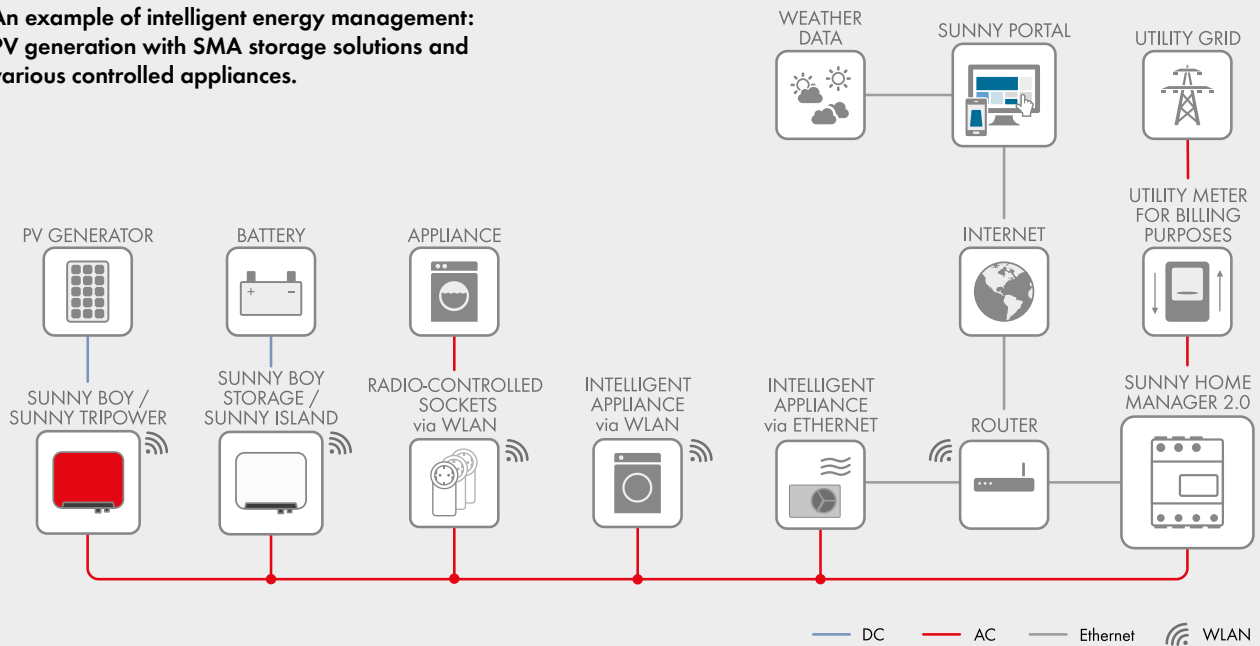 An example of intelligent energy management:
PV generation with SMA storage solutions and
various controlled appliances.
WEATHER
DATA
SUNNY PORTAL
UTILITY GRID
UTILITY METER
FOR BILLING
PURPOSES
PV GENERATOR
BATTERY
APPLIANCE
INTERNET
SUNNY BOY /
SUNNY TRIPOWER
SUNNY BOY
STORAGE /
SUNNY ISLAND
RADIO-CONTROLLED
SOCKETS
via WLAN
INTELLIGENT
APPLIANCE
via WLAN
INTELLIGENT
APPLIANCE
via ETHERNET
ROUTER
SUNNY HOME
MANAGER 2.0
DC
AC
Ethernet
WLAN